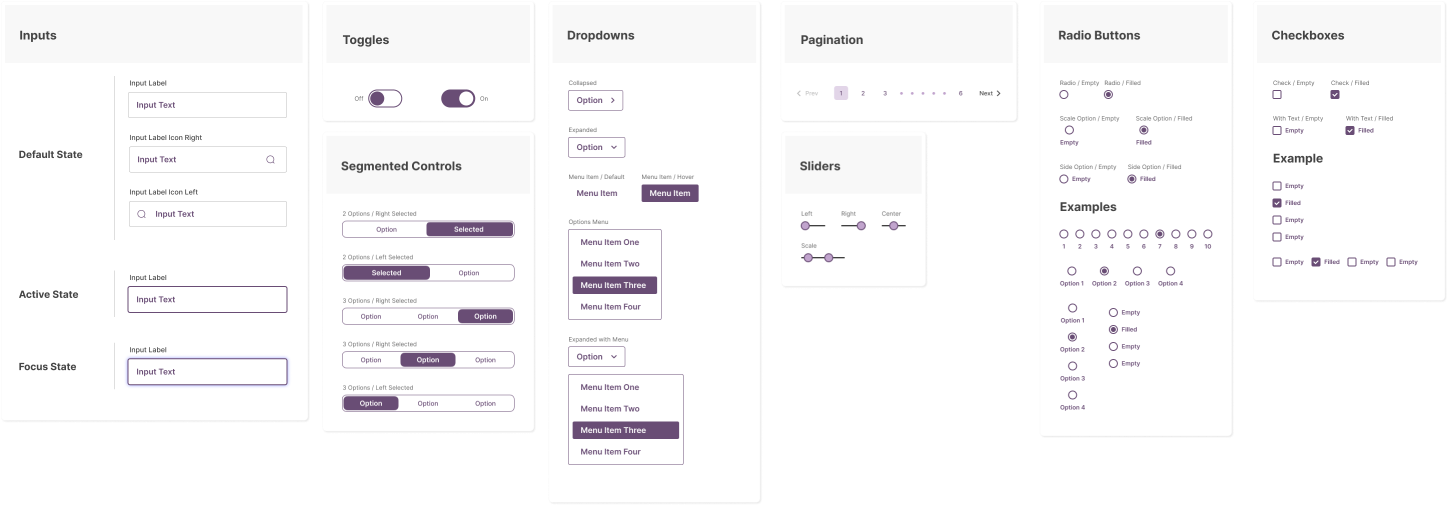 Inputs
Default State
Input Label
Input Text
Input Label Icon Right
Input Text
Input Label Icon Left
Input Text
Active State
Input Label
Input Text
Focus State
Input Label
Input Text
Toggles
Off
On
Segmented Controls
2 Options / Right Selected
Option Selected
2 Options / Left Selected
Selected Option
3 Options / Right Selected
Option Option Option
3 Options / Right Selected
Option Option Option
3 Options / Left Selected
Option Option Option
Dropdowns
Collapsed
Option
Expanded
Option
Menu Item / Default Menu Item / Hover
Menu Item Menu Item
Options Menu
Menu Item One
Menu Item Two
Menu Item Three
Menu Item Four
Expanded with Menu
Option
Menu Item One
Menu Item Two
Menu Item Three
Menu Item Four
Pagination
Prev 1 2 3 6 Next
Sliders
Left Right Center
Scale
Radio Buttons
Radio / Empty Radio / Filled
Scale Option / Empty Scale Option / Filled
Empty Filled
Side Option / Empty Side Option / Filled
Empty Filled
Examples
1 2 3 4 5 6 7 8 9 10
Option 1 Option 2 Option 3 Option 4
Option 1
Option 2
Option 3
Option 4
Empty
Filled
Empty
Empty
Checkboxes
Check / Empty Check / Filled
With Text / Empty With Text / Filled
Empty Filled
Example
Empty
Filled
Empty
Empty
Empty Filled Empty Empty